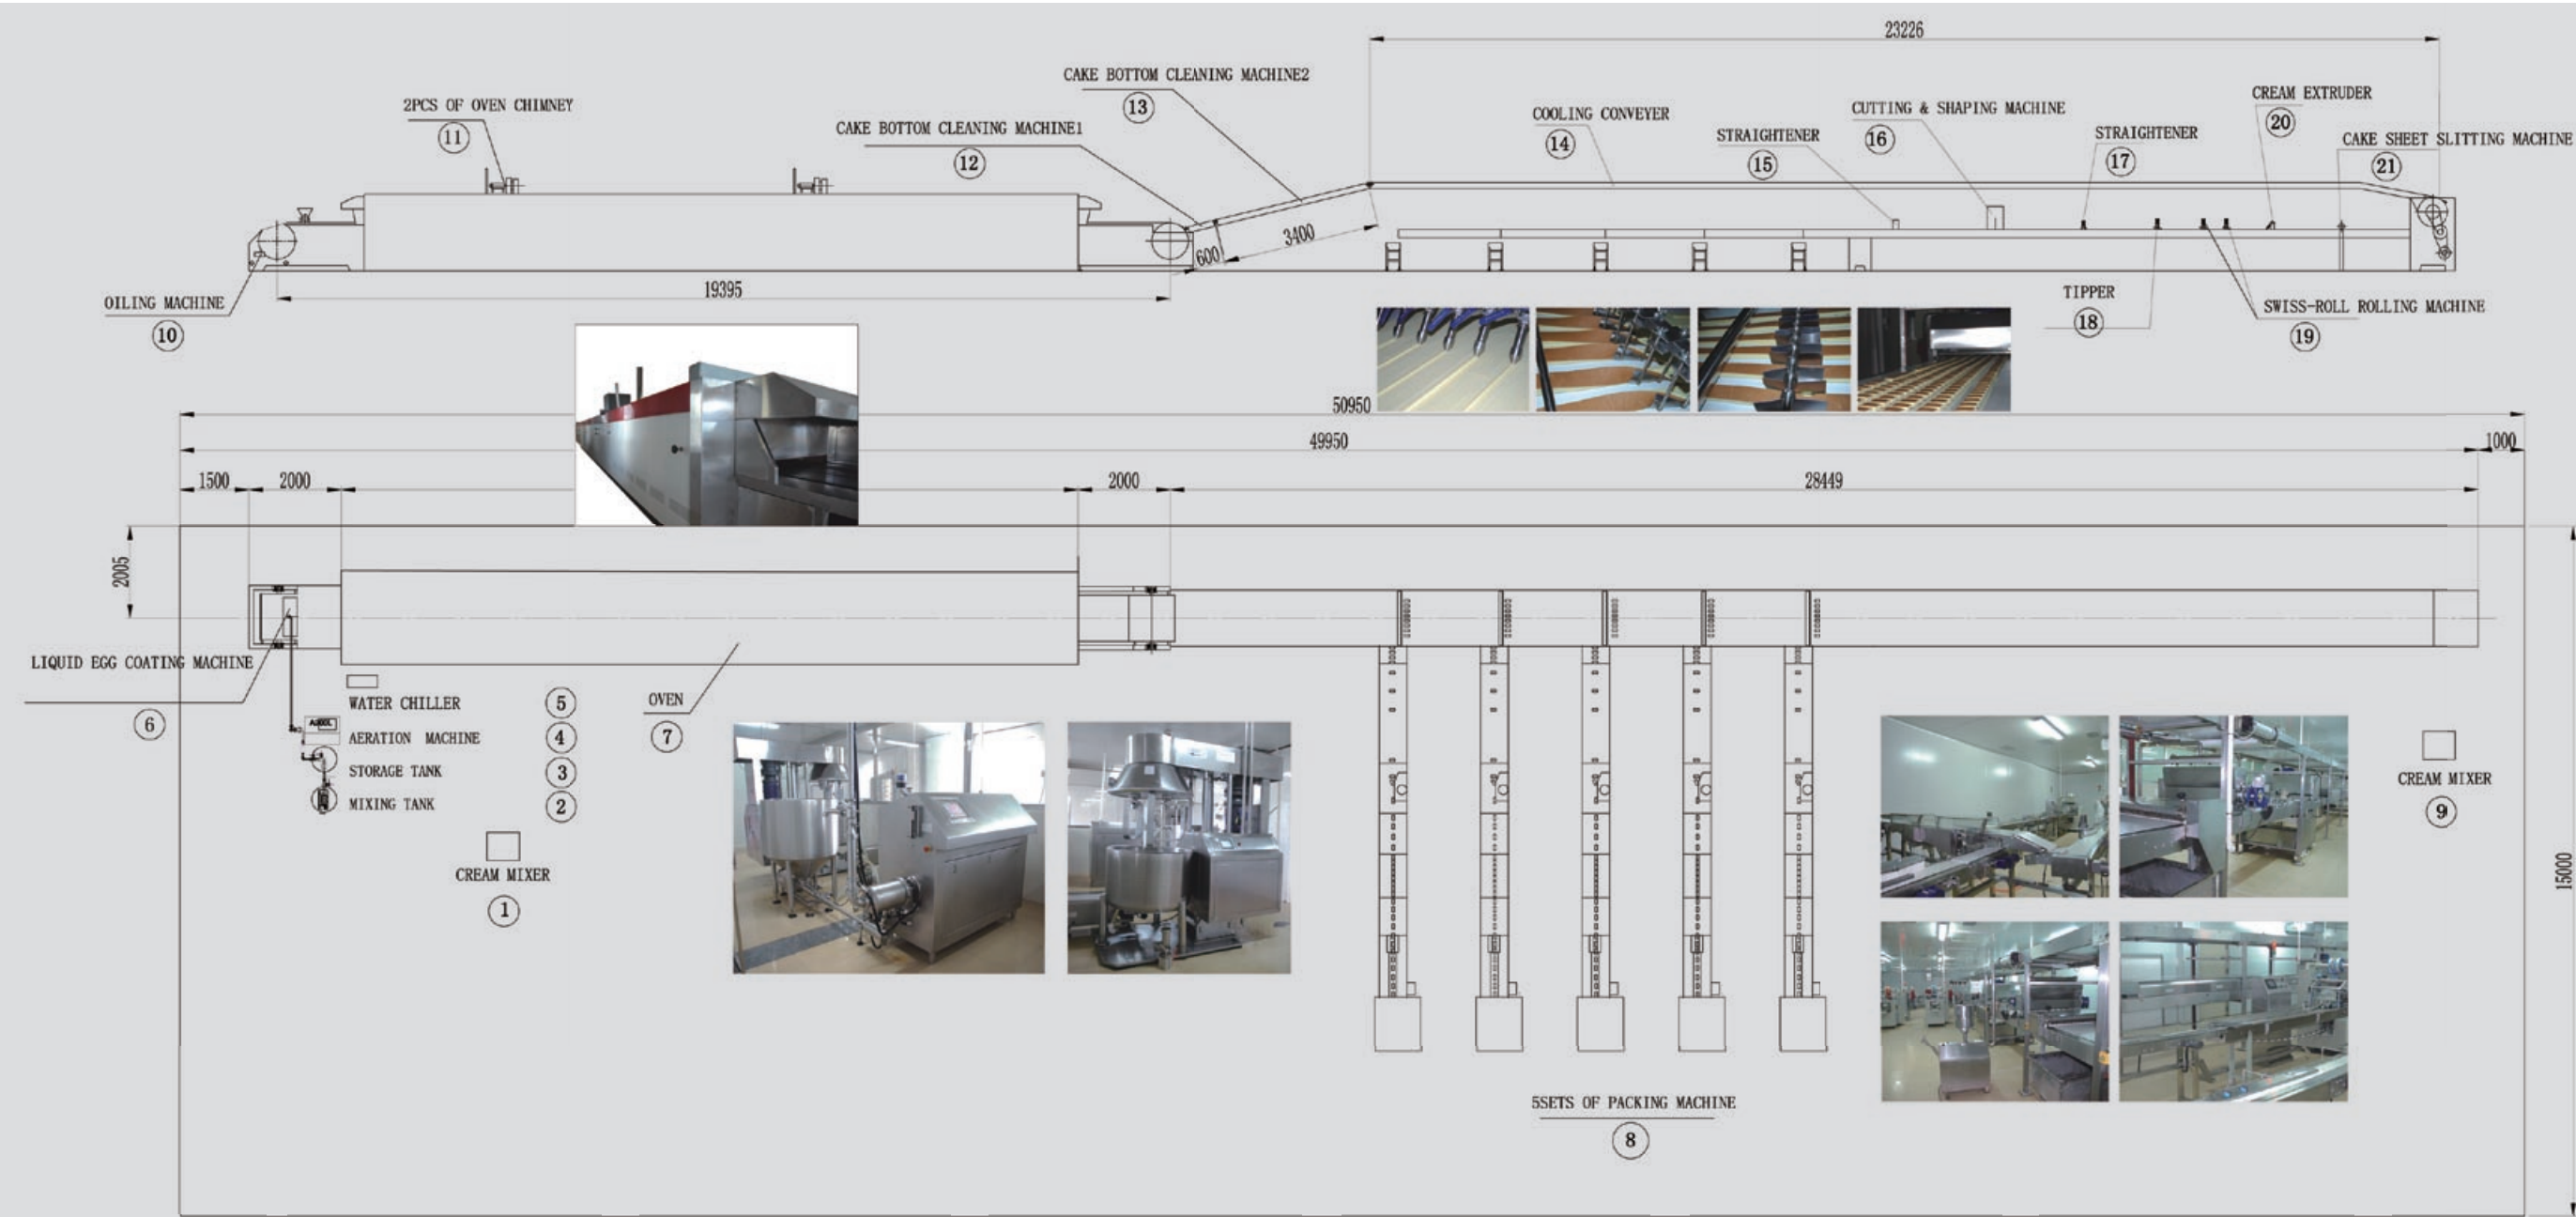 23226
CAKE BOTTOM CLEANING MACHINE2
13
2PCS OF OVEN CHIMNEY
11
CAKE BOTTOM CLEANING MACHINE1
12
COOLING CONVEYER
14
STRAIGHTENER
15
CUTTING & SHAPING MACHINE
16
STRAIGHTENER
17
CREAM EXTRUDER
20
CAKE SHEET SLITTING MACHINE
21
600
3400
19395
OILING MACHINE
10
TIPPER
18
SWISS-ROLL ROLLING MACHINE
19
50950
49950
1000
1500
2000
2000
28449
2005
LIQUID EGG COATING MACHINE
6
WATER CHILLER
5
AERATION MACHINE
4
STORAGE TANK
3
MIXING TANK
2
OVEN
7
CREAM MIXER
1
CREAM MIXER
9
15000
5SETS OF PACKING MACHINE
8